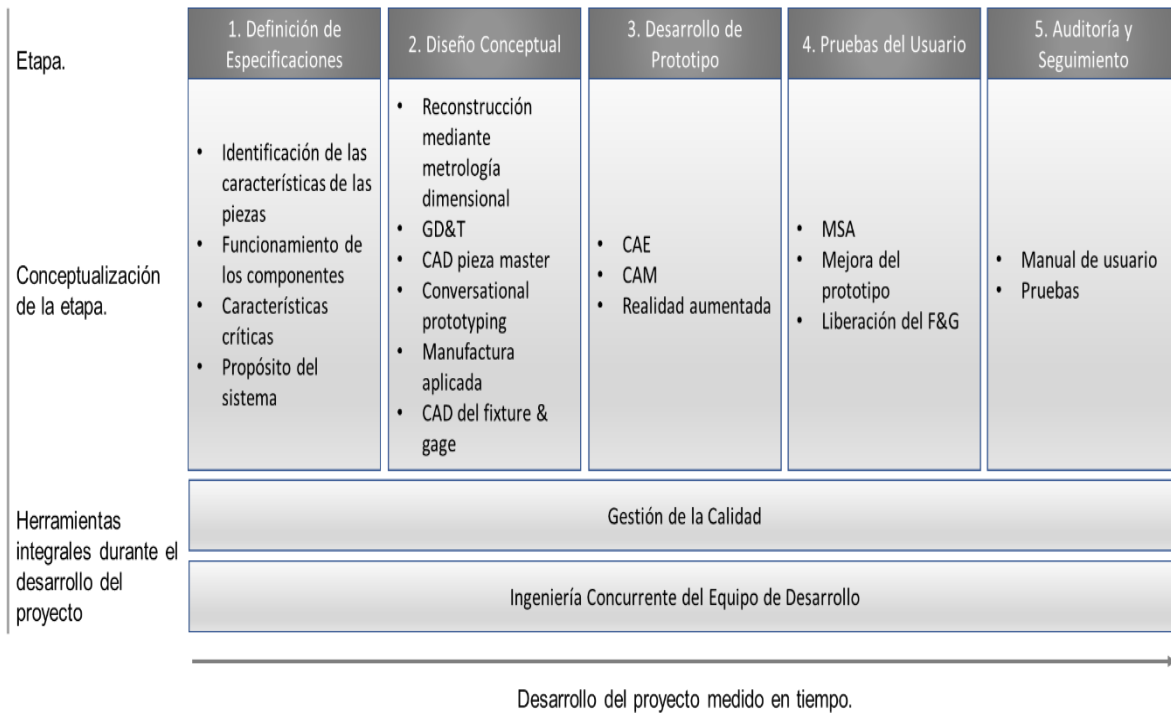 Etapa.
1. Definición de
Especificaciones
2. Diseño Conceptual
3. Desarrollo de
Prototipo
4. Pruebas del Usuario
5. Auditoría y
Seguimiento
Conceptualización
de la etapa.
• Identificación de las
características de las
piezas
• Funcionamiento de
los componentes
• Características
críticas
• Propósito del
sistema
• Reconstrucción
mediante
metrología
dimensional
• GD&T
• CAD pieza master
• Conversational
prototyping
• Manufactura
aplicada
• CAD del fixture &
gage
• CAE
• CAM
• Realidad aumentada
• MSA
• Mejora del
prototipo
• Liberación del F&G
• Manual de usuario
• Pruebas
Herramientas
integrales durante el
desarrollo del
proyecto
Gestión de la Calidad
Ingeniería Concurrente del Equipo de Desarrollo
Desarrollo del proyecto medido en tiempo.